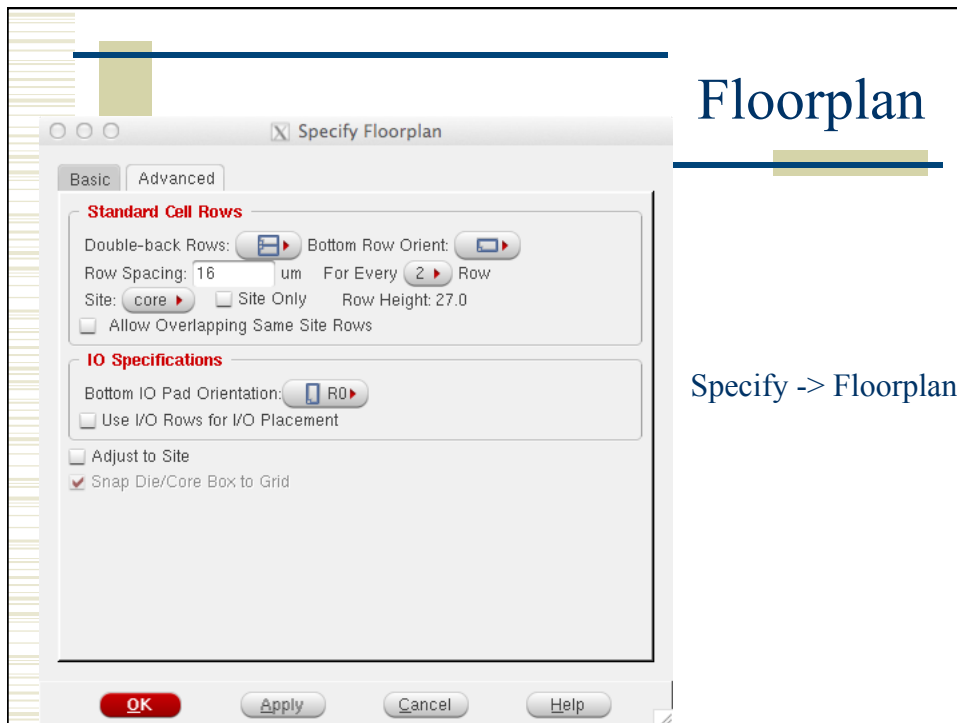 Floorplan
Specify Floorplan
Basic Advanced
Standard Cell Rows
Double-back Rows: Bottom Row Orient:
Row Spacing: 16 um For Every 2 Row
Site: core Site Only Row Height: 27.0
Allow Overlapping Same Site Rows
IO Specifications
Bottom IO Pad Orientation: R0
Use I/O Rows for I/O Placement
Adjust to Site
Snap Die/Core Box to Grid
OK Apply Cancel Help
Specify -> Floorplan